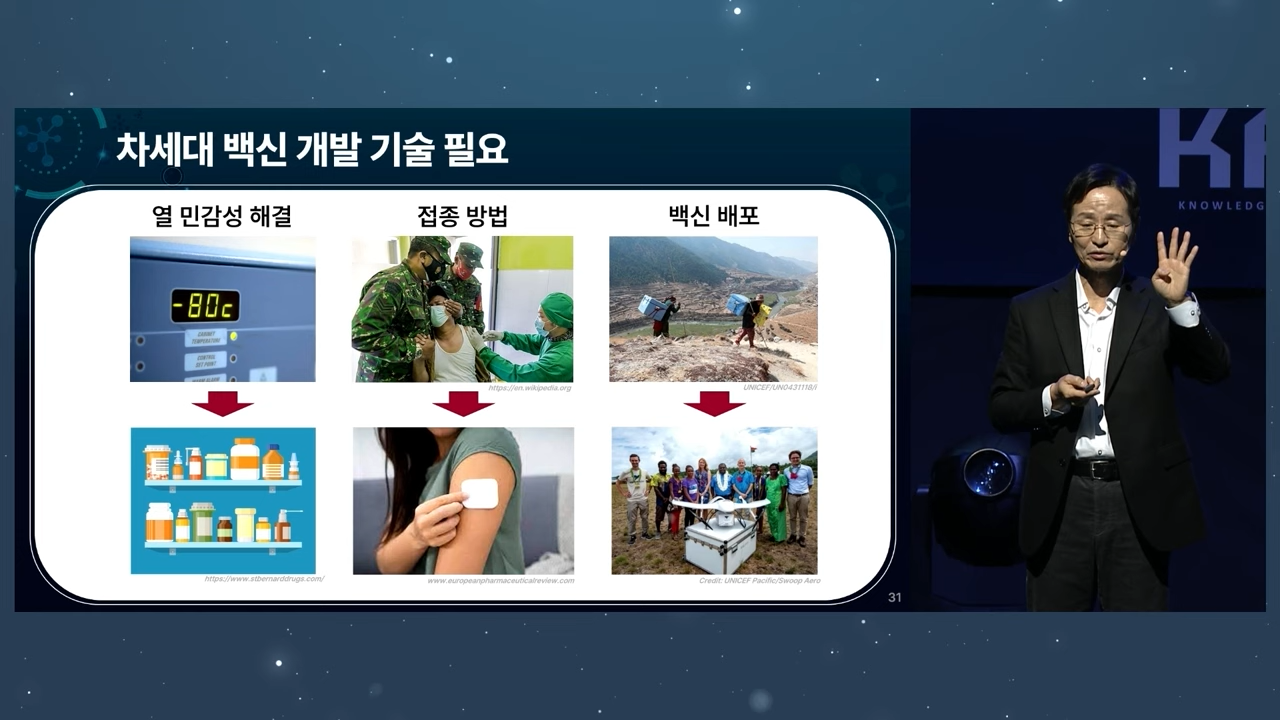 차세대 백신 개발 기술 필요
열 민감성 해결
접종 방법
백신 배포
-80c
https://en.wikipedia.org
UNICEF/UN0431118/I
https://www.stbernarddrugs.com/
www.europeanpharmaceuticalreview.com
Credit: UNICEF Pacific/Swoop Aero
31
KNOWLEDG